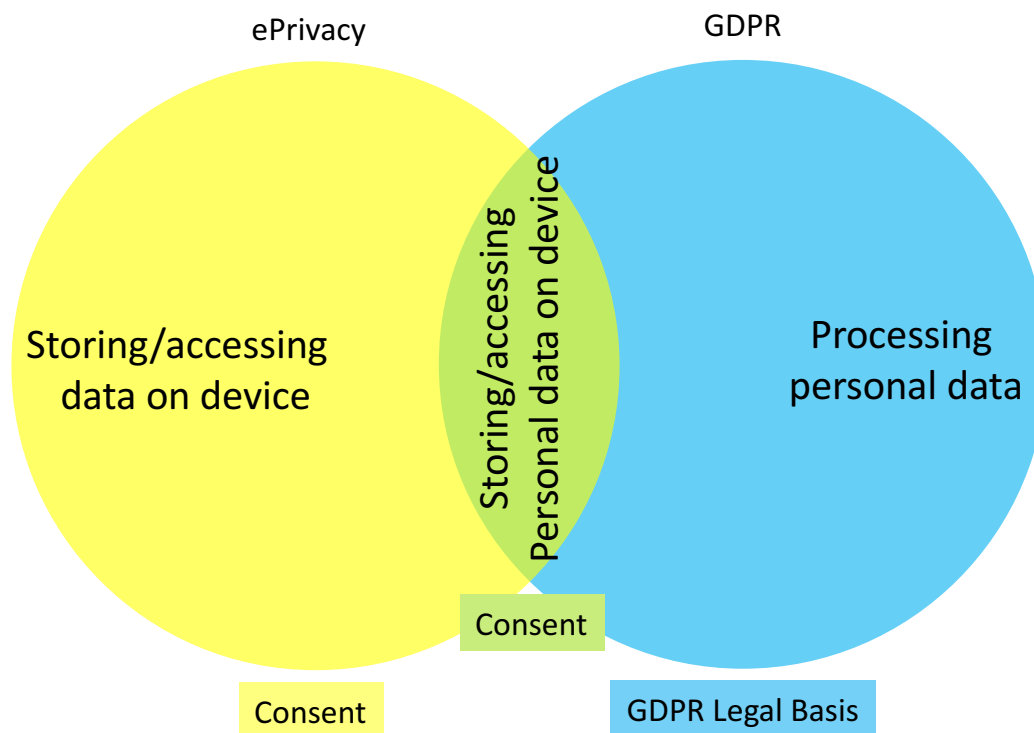 ePrivacy
GDPR
Storing/accessing
data on device
Storing/accessing
Personal data on device
Processing
personal data
Consent
Consent
GDPR Legal Basis